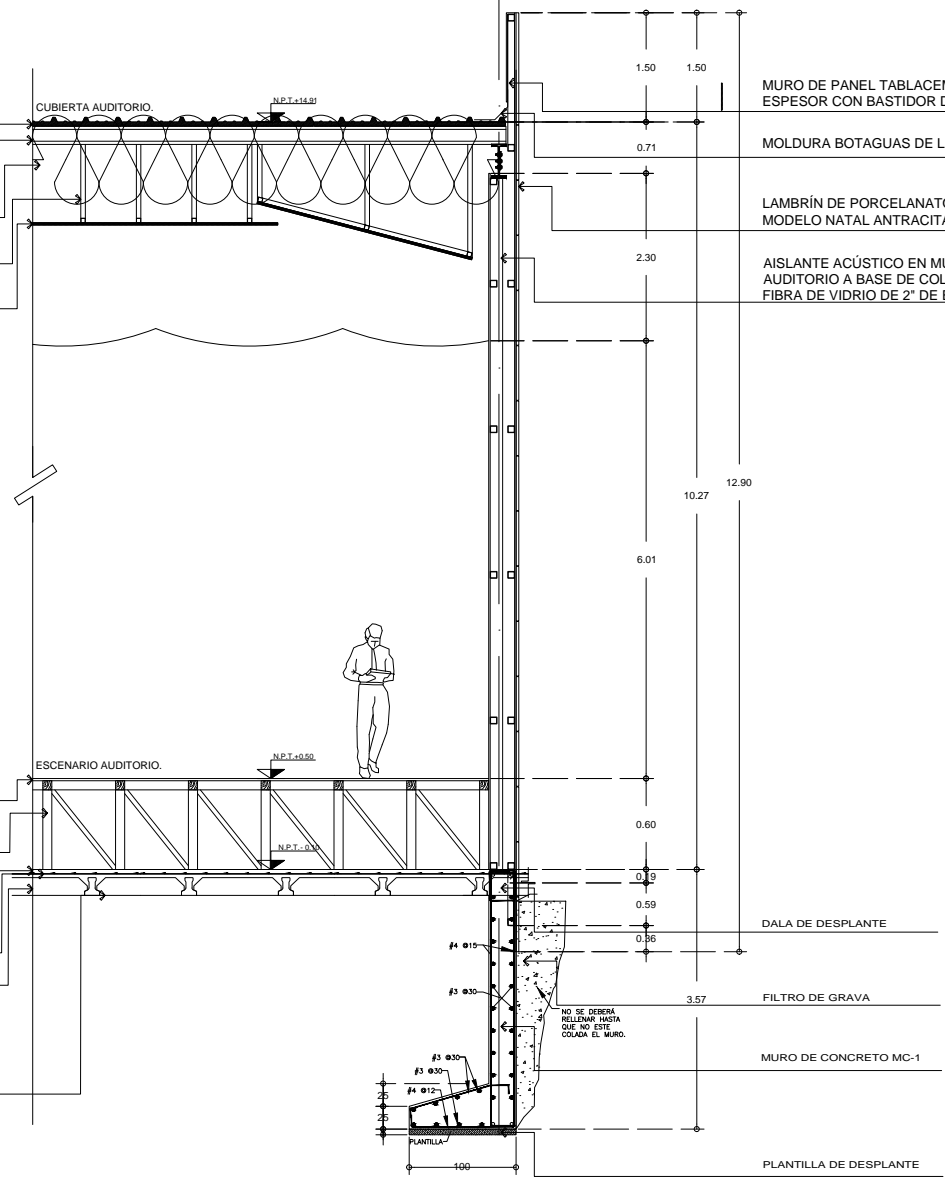 1.50
1.50
MURO DE PANEL TABLACEM
ESPESOR CON BASTIDOR D
CUBIERTA AUDITORIO.
N.P.T.+14.91
0.71
MOLDURA BOTAGUAS DE L
LAMBRÍN DE PORCELANATO
MODELO NATAL ANTRACITA
2.30
AISLANTE ACÚSTICO EN MU
AUDITORIO A BASE DE COL
FIBRA DE VIDRIO DE 2" DE E
12.90
10.27
6.01
ESCENARIO AUDITORIO.
N.P.T.+0.50
0.60
N.P.T.- 0.10
0.19
0.59
DALA DE DESPLANTE
0.36
#4 @15
#3 @30
3.57
FILTRO DE GRAVA
NO SE DEBERÁ
RELLENAR HASTA
QUE NO ESTE
COLADA EL MURO.
MURO DE CONCRETO MC-1
#3 @30
#3 @30
#4 @12
25
25
PLANTILLA
100
PLANTILLA DE DESPLANTE